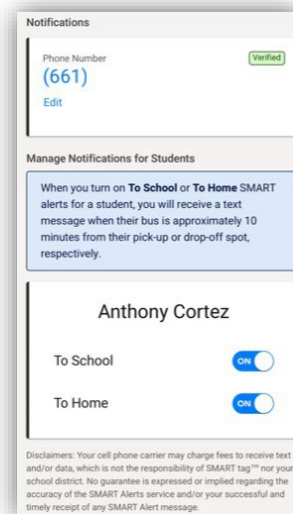 Notifications
Phone Number
Verified
(661)
Edit
Manage Notifications for Students
When you turn on To School or To Home SMART
alerts for a student, you will receive a text
message when their bus is approximately 10
minutes from their pick-up or drop-off spot,
respectively.
Anthony Cortez
To School
ON
To Home
ON
Disclaimers: Your cell phone carrier may charge fees to receive text
and/or data, which is not the responsibility of SMART tag™ nor your
school district. No guarantee is expressed or implied regarding the
accuracy of the SMART Alerts service and/or your successful and
timely receipt of any SMART Alert message.